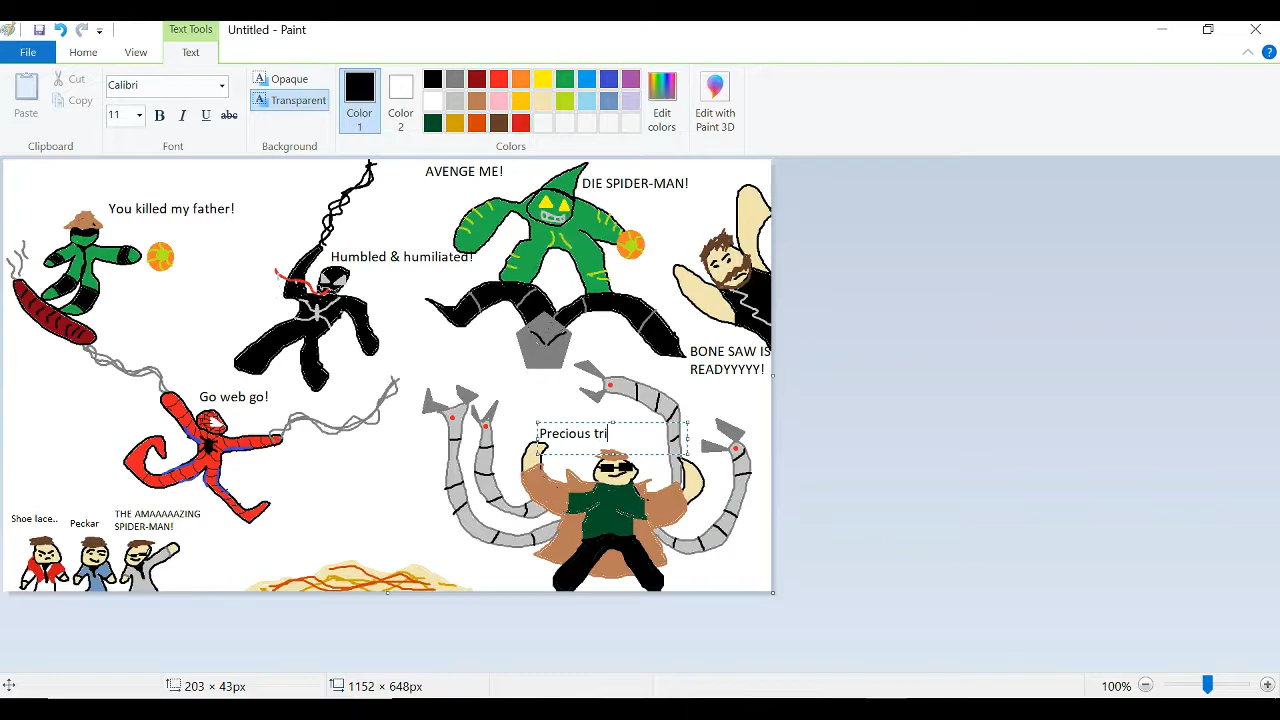 Text Tools
Untitled - Paint
File
Home
View
Text
Paste
Cut
Copy
Clipboard
Calibri
11
B
I
U
abc
Font
A
Opaque
A
Transparent
Background
Color
1
Color
2
Edit
colors
Edit with
Paint 3D
Colors
AVENGE ME!
DIE SPIDER-MAN!
You killed my father!
Humbled & humiliated!
BONE SAW IS
READYYYYY!
Go web go!
Precious tri
Shoe lace..
Peckar
THE AMAAAAAZING
SPIDER-MAN!
203 × 43px
1152 × 648px
100%